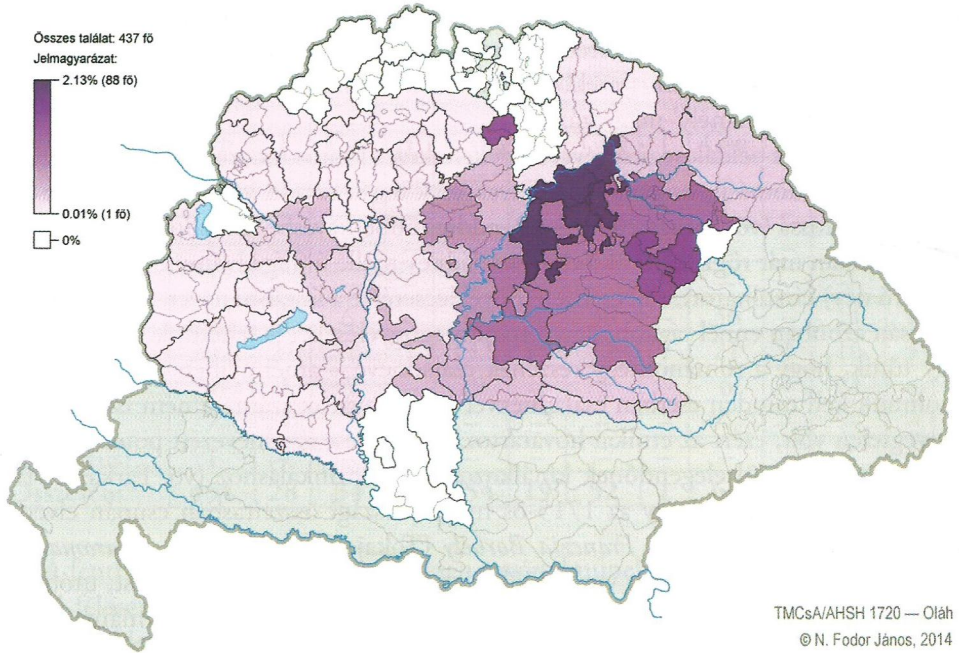 Összes találat: 437 fő
Jelmagyarázat:
2.13% (88 fő)
0.01% (1 fő)
0%
TMCsA/AHSH 1720 — Oláh
© N. Fodor János, 2014